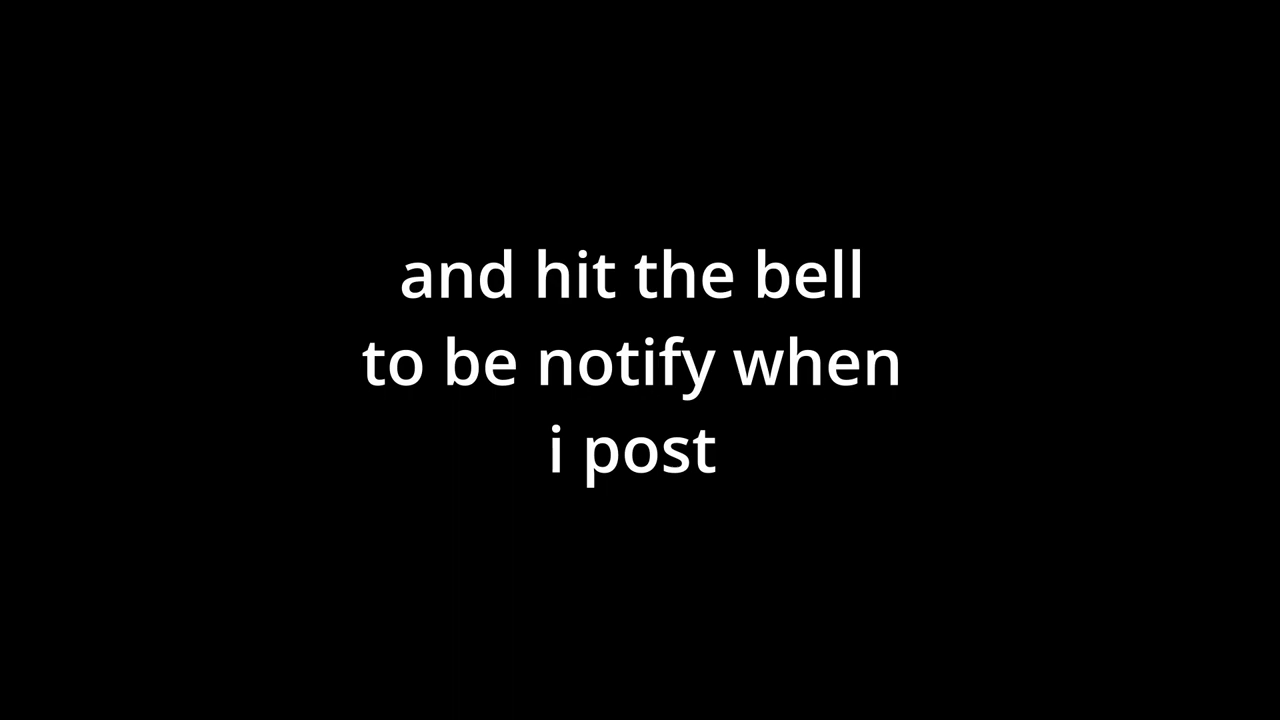 and hit the bell
to be notify when
i post